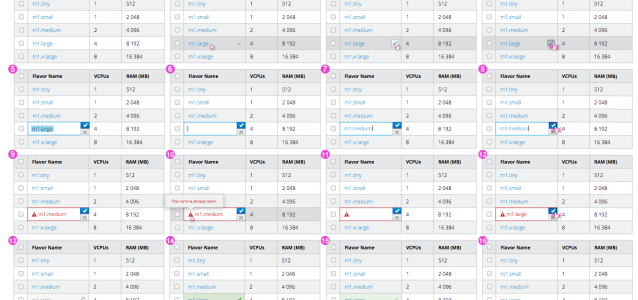 m1.tiny 1 512 m1.tiny 1 512 m1.tiny 1 512 m1.tiny 1 512
m1.small 1 2 048 m1.small 1 2 048 m1.small 1 2 048 m1.small 1 2 048
m1.medium 2 4 096 m1.medium 2 4 096 m1.medium 2 4 096 m1.medium 2 4 096
m1.large 4 8 192 m1.large 4 8 192 m1.large 4 8 192 m1.large 4 8 192
m1.x-large 8 16 384 m1.x-large 8 16 384 m1.x-large 8 16 384 m1.x-large 8 16 384
5 Flavor Name VCPUs RAM (MB) 6 Flavor Name VCPUs RAM (MB) 7 Flavor Name VCPUs RAM (MB) 8 Flavor Name VCPUs RAM (MB)
m1.tiny 1 512 m1.tiny 1 512 m1.tiny 1 512 m1.tiny 1 512
m1.small 1 2 048 m1.small 1 2 048 m1.small 1 2 048 m1.small 1 2 048
m1.medium 2 4 096 m1.medium 2 4 096 m1.medium 2 4 096 m1.medium 2 4 096
m1.large 4 8 192 4 8 192 m1.medium 4 8 192 m1.medium 4 8 192
m1.x-large 8 16 384 m1.x-large 8 16 384 m1.x-large 8 16 384 m1.x-large 8 16 384
9 Flavor Name VCPUs RAM (MB) 10 Flavor Name VCPUs RAM (MB) 11 Flavor Name VCPUs RAM (MB) 12 Flavor Name VCPUs RAM (MB)
m1.tiny 1 512 m1.tiny 1 512 m1.tiny 1 512 m1.tiny 1 512
m1.small 1 2 048 m1.small 1 2 048 m1.small 1 2 048 m1.small 1 2 048
m1.medium 2 4 096 This name is already taken. 2 4 096 m1.medium 2 4 096 m1.medium 2 4 096
m1.medium 4 8 192 m1.medium 4 8 192 4 8 192 m1.large 4 8 192
m1.x-large 8 16 384 m1.x-large 8 16 384 m1.x-large 8 16 384 m1.x-large 8 16 384
13 Flavor Name VCPUs RAM (MB) 14 Flavor Name VCPUs RAM (MB) 15 Flavor Name VCPUs RAM (MB) 16 Flavor Name VCPUs RAM (MB)
m1.tiny 1 512 m1.tiny 1 512 m1.tiny 1 512 m1.tiny 1 512
m1.small 1 2 048 m1.small 1 2 048 m1.small 1 2 048 m1.small 1 2 048
m1.medium 2 4 096 m1.medium 2 4 096 m1.medium 2 4 096 m1.medium 2 4 096